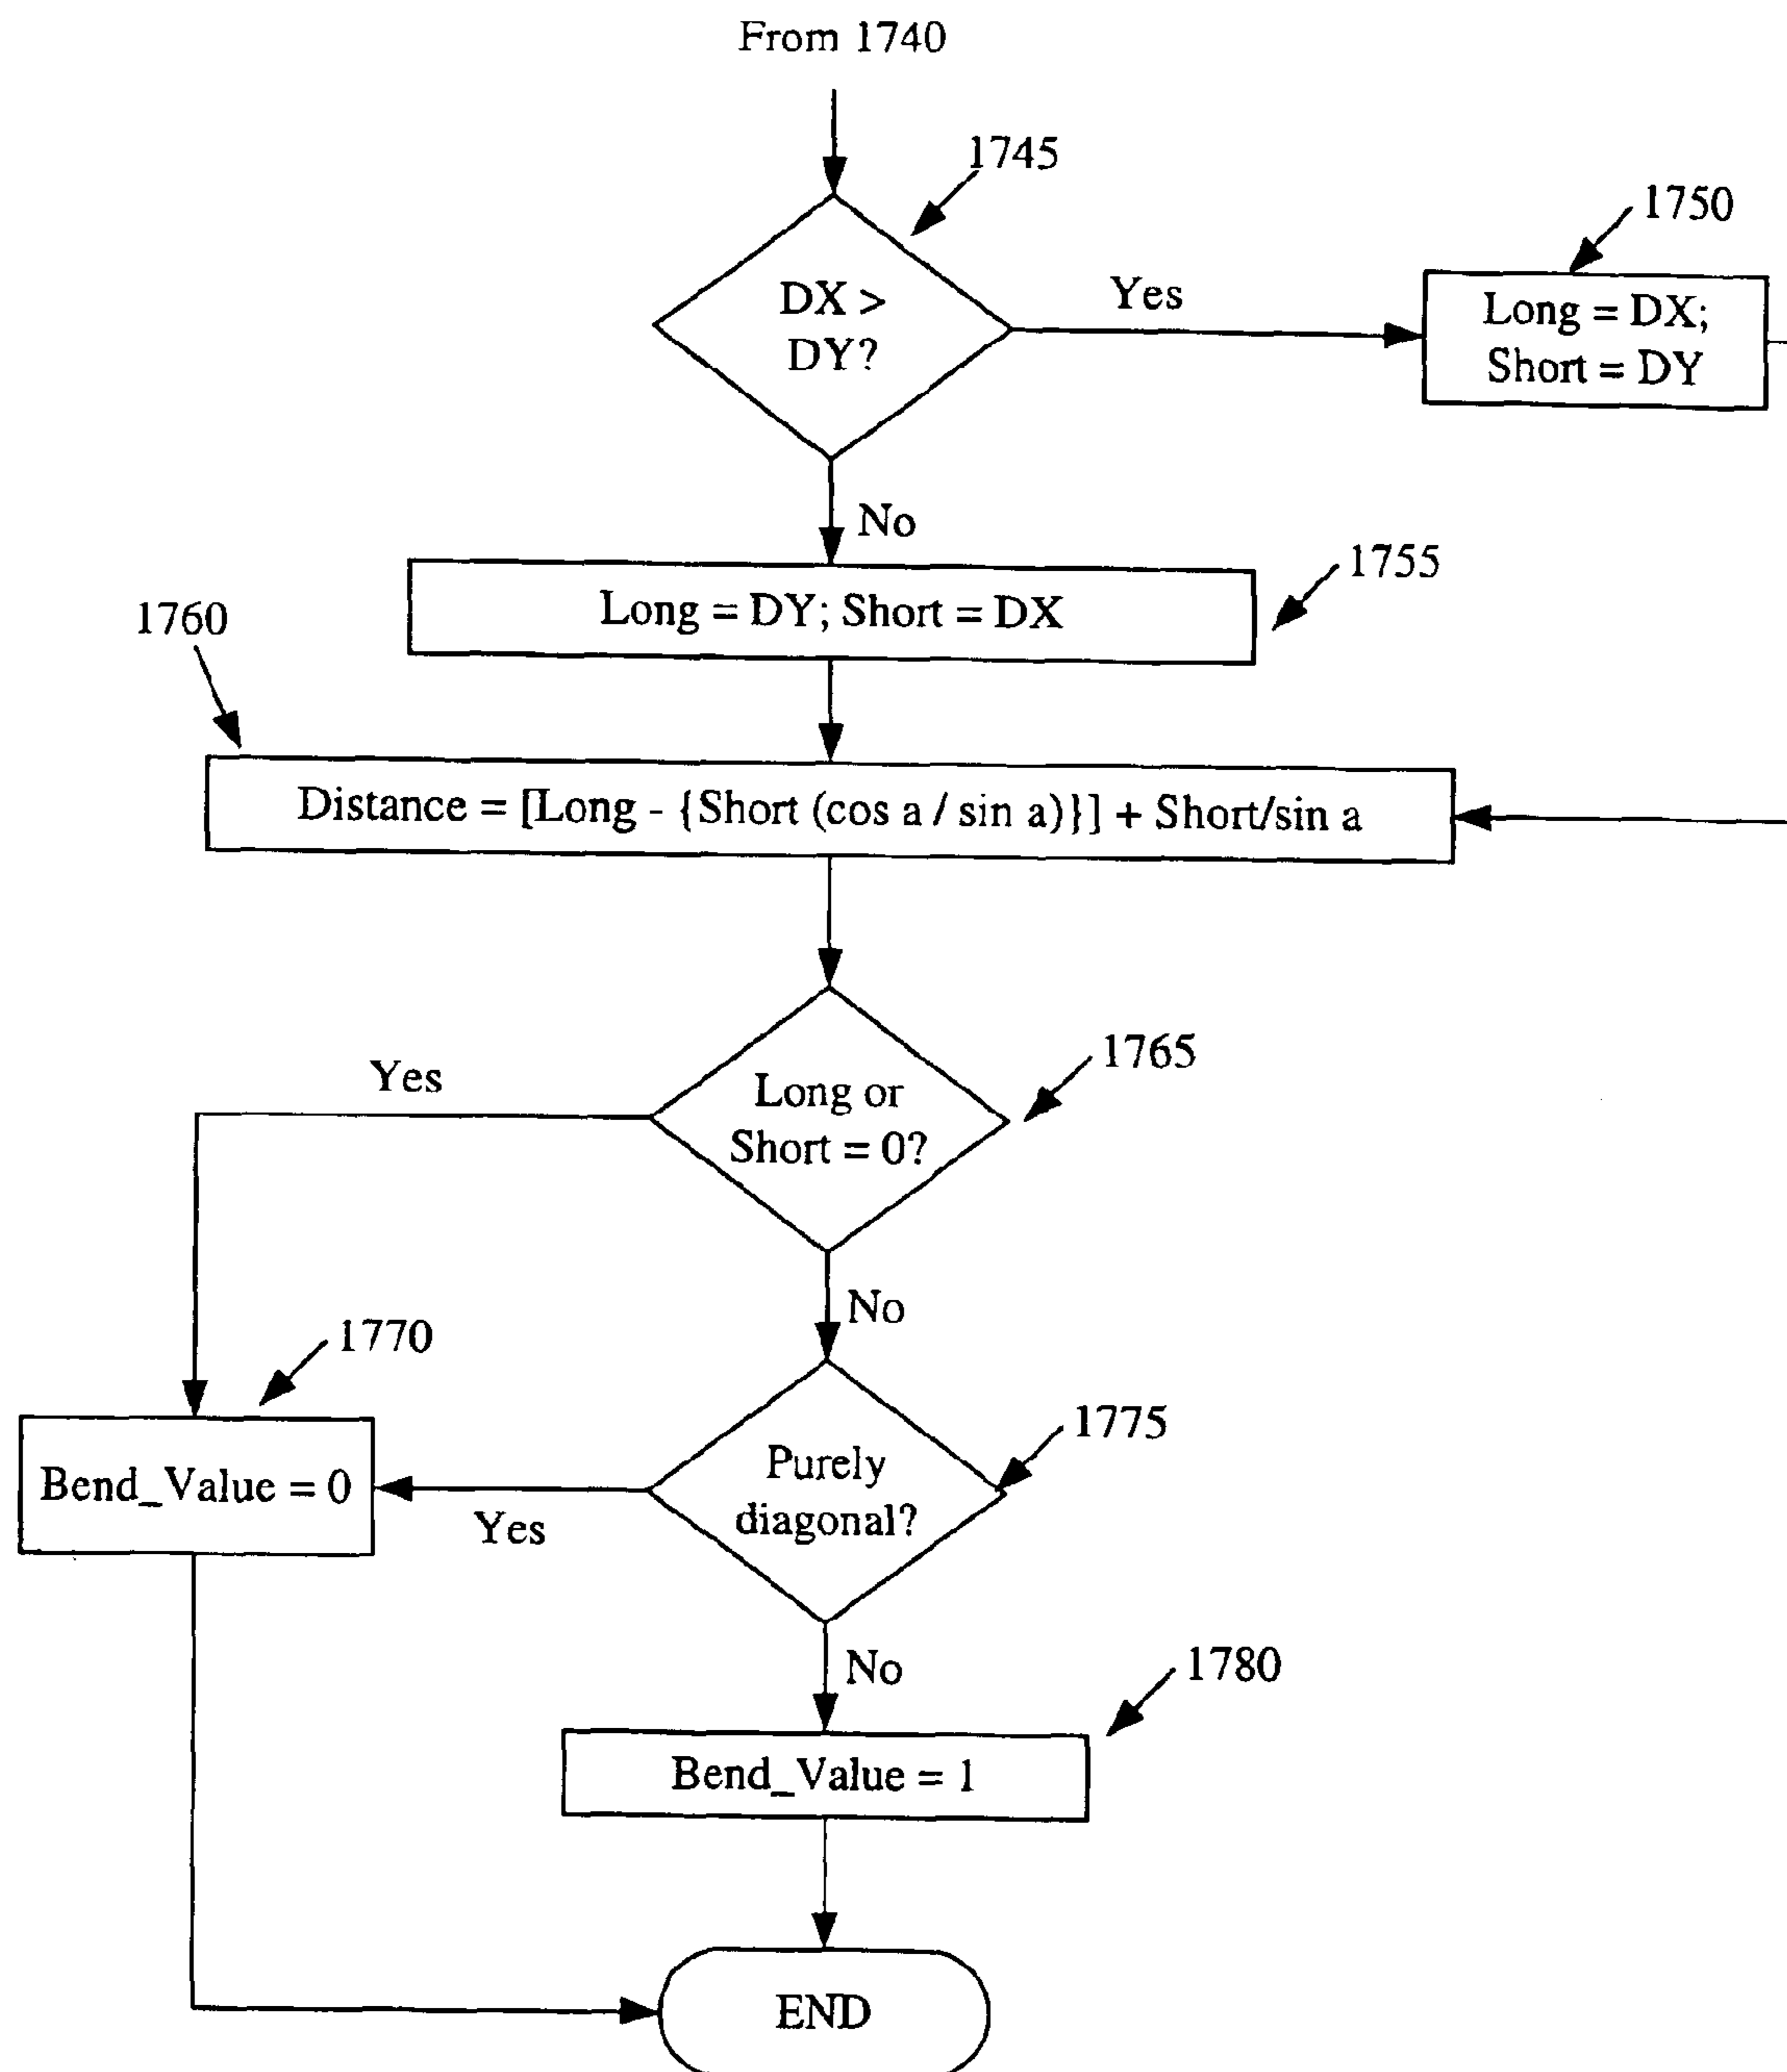 From 1740
1745
1750
DX >
DY?
Yes
Long = DX;
Short = DY
No
1755
Long = DY; Short = DX
1760
Distance = [Long - {Short (cos a / sin a)}] + Short/sin a
1765
Yes
Long or
Short = 0?
No
1770
1775
Bend_Value = 0
Yes
Purely
diagonal?
No
1780
Bend_Value = 1
END